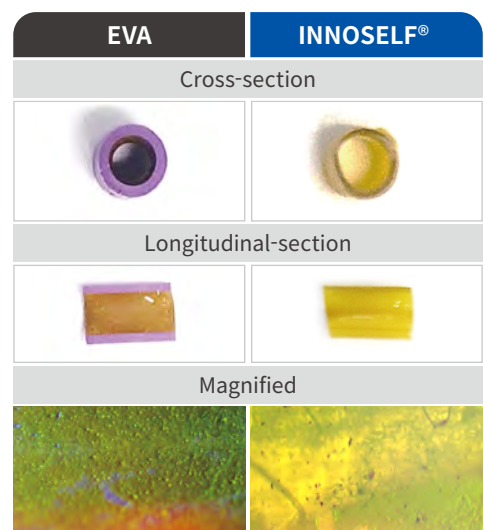 EVA
INNOSELF®
Cross-section
Longitudinal-section
Magnified